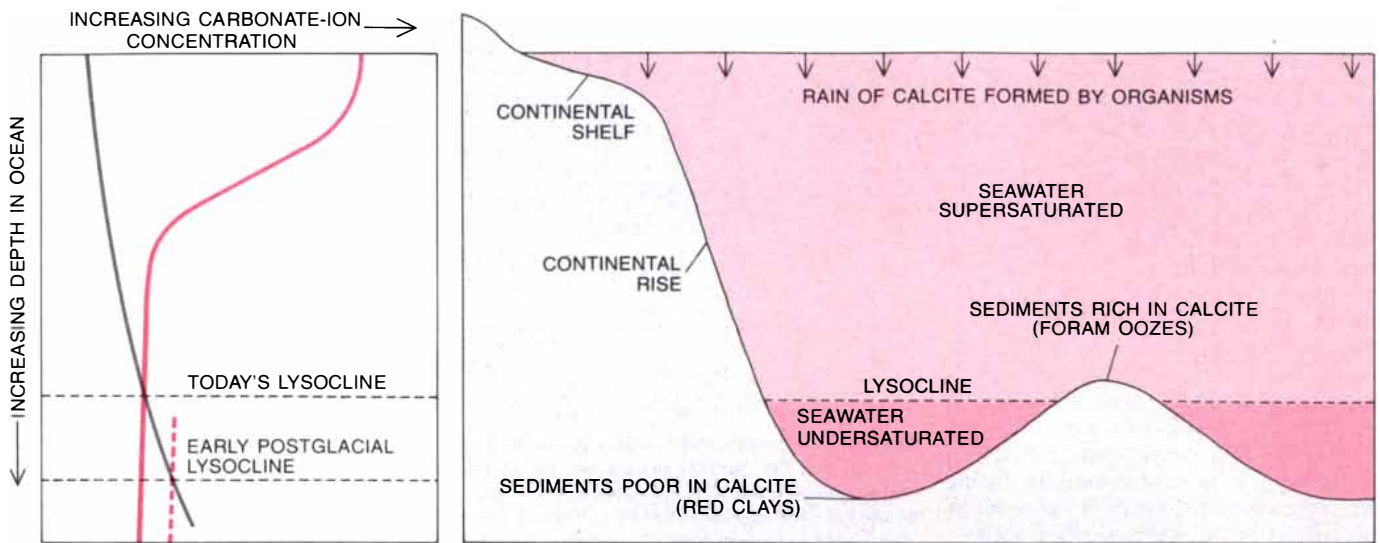 INCREASING CARBONATE-ION
CONCENTRATION
INCREASING DEPTH IN OCEAN
TODAY'S LYSOCLINE
EARLY POSTGLACIAL
LYSOCLINE
RAIN OF CALCITE FORMED BY ORGANISMS
CONTINENTAL
SHELF
SEAWATER
SUPERSATURATED
CONTINENTAL
RISE
SEDIMENTS RICH IN CALCITE
(FORAM OOZES)
LYSOCLINE
SEAWATER
UNDERSATURATED
SEDIMENTS POOR IN CALCITE
(RED CLAYS)